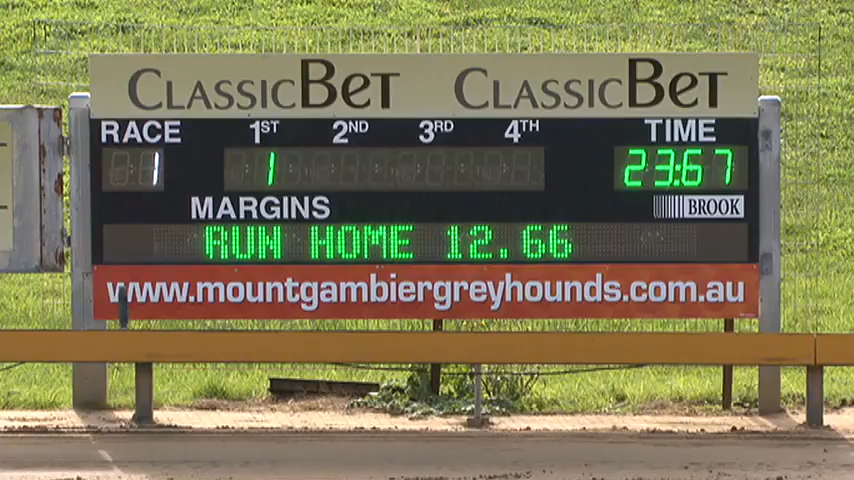 CLASSICBET CLASSICBET
RACE 1ST 2ND 3RD 4TH TIME
1 1 23:67
MARGINS BROOK
RUN HOME 12.66
www.mountgambiergreyhounds.com.au